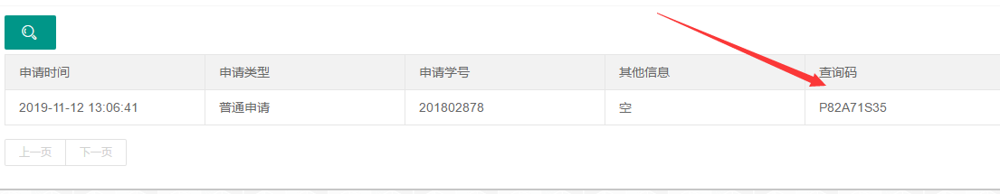 申请时间 申请类型 申请学号 其他信息 查询码
2019-11-12 13:06:41 普通申请 201802878 空 P82A71S35
上一页 下一页